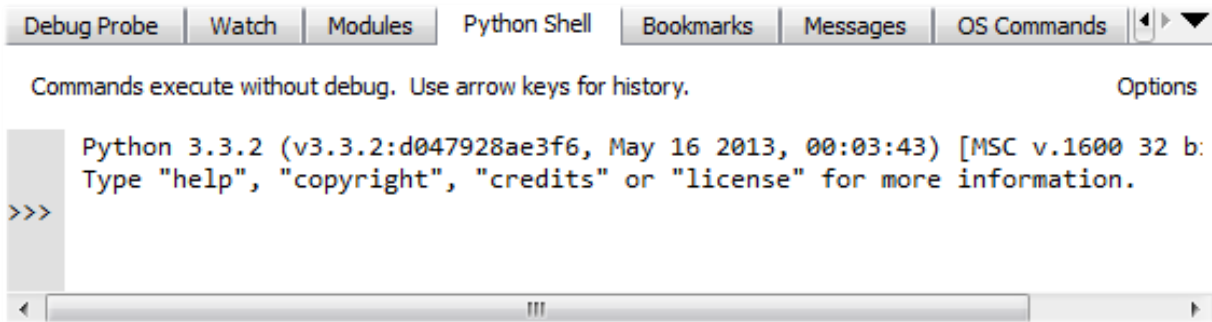 Debug Probe Watch Modules Python Shell Bookmarks Messages OS Commands
Commands execute without debug. Use arrow keys for history. Options
Python 3.3.2 (v3.3.2:d047928ae3f6, May 16 2013, 00:03:43) [MSC v.1600 32 b
Type "help", "copyright", "credits" or "license" for more information.
>>>